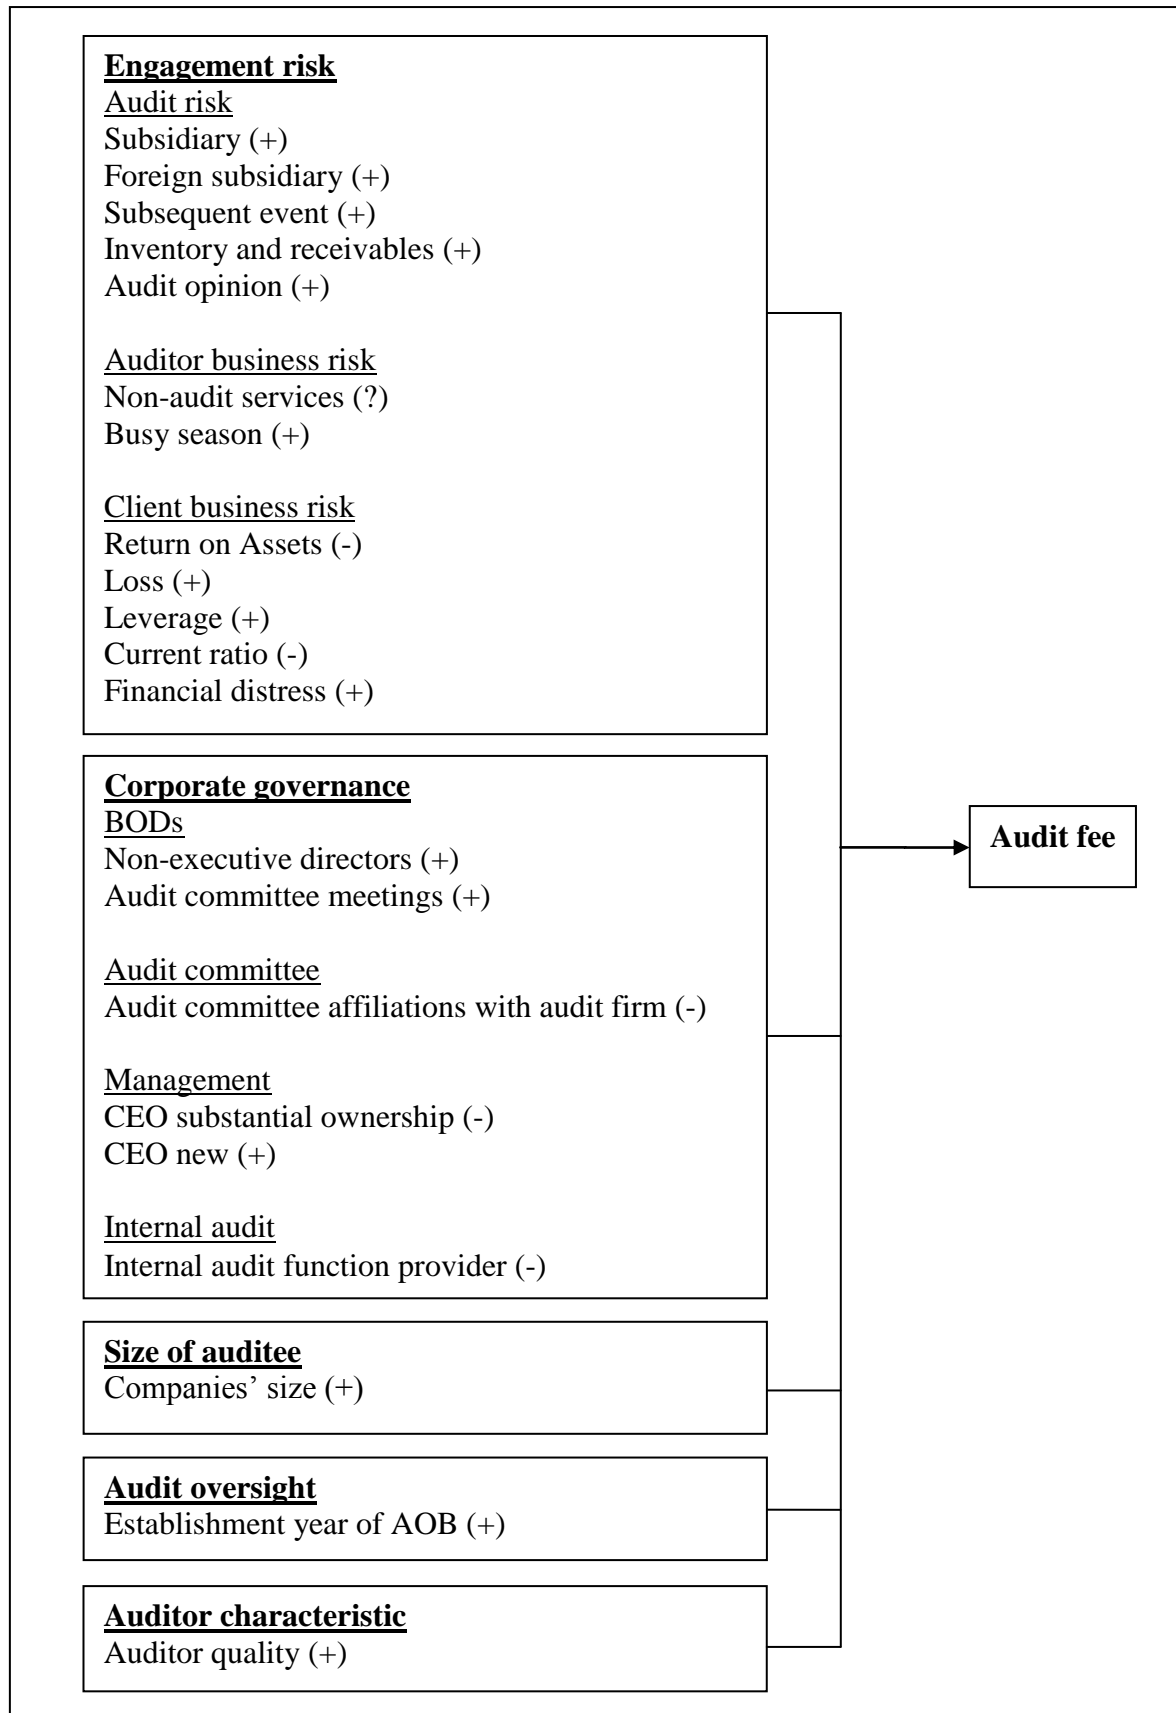 Engagement risk
Audit risk
Subsidiary (+)
Foreign subsidiary (+)
Subsequent event (+)
Inventory and receivables (+)
Audit opinion (+)
Auditor business risk
Non-audit services (?)
Busy season (+)
Client business risk
Return on Assets (-)
Loss (+)
Leverage (+)
Current ratio (-)
Financial distress (+)
Corporate governance
BODs
Non-executive directors (+)
Audit committee meetings (+)
Audit committee
Audit committee affiliations with audit firm (-)
Management
CEO substantial ownership (-)
CEO new (+)
Internal audit
Internal audit function provider (-)
Audit fee
Size of auditee
Companies’ size (+)
Audit oversight
Establishment year of AOB (+)
Auditor characteristic
Auditor quality (+)